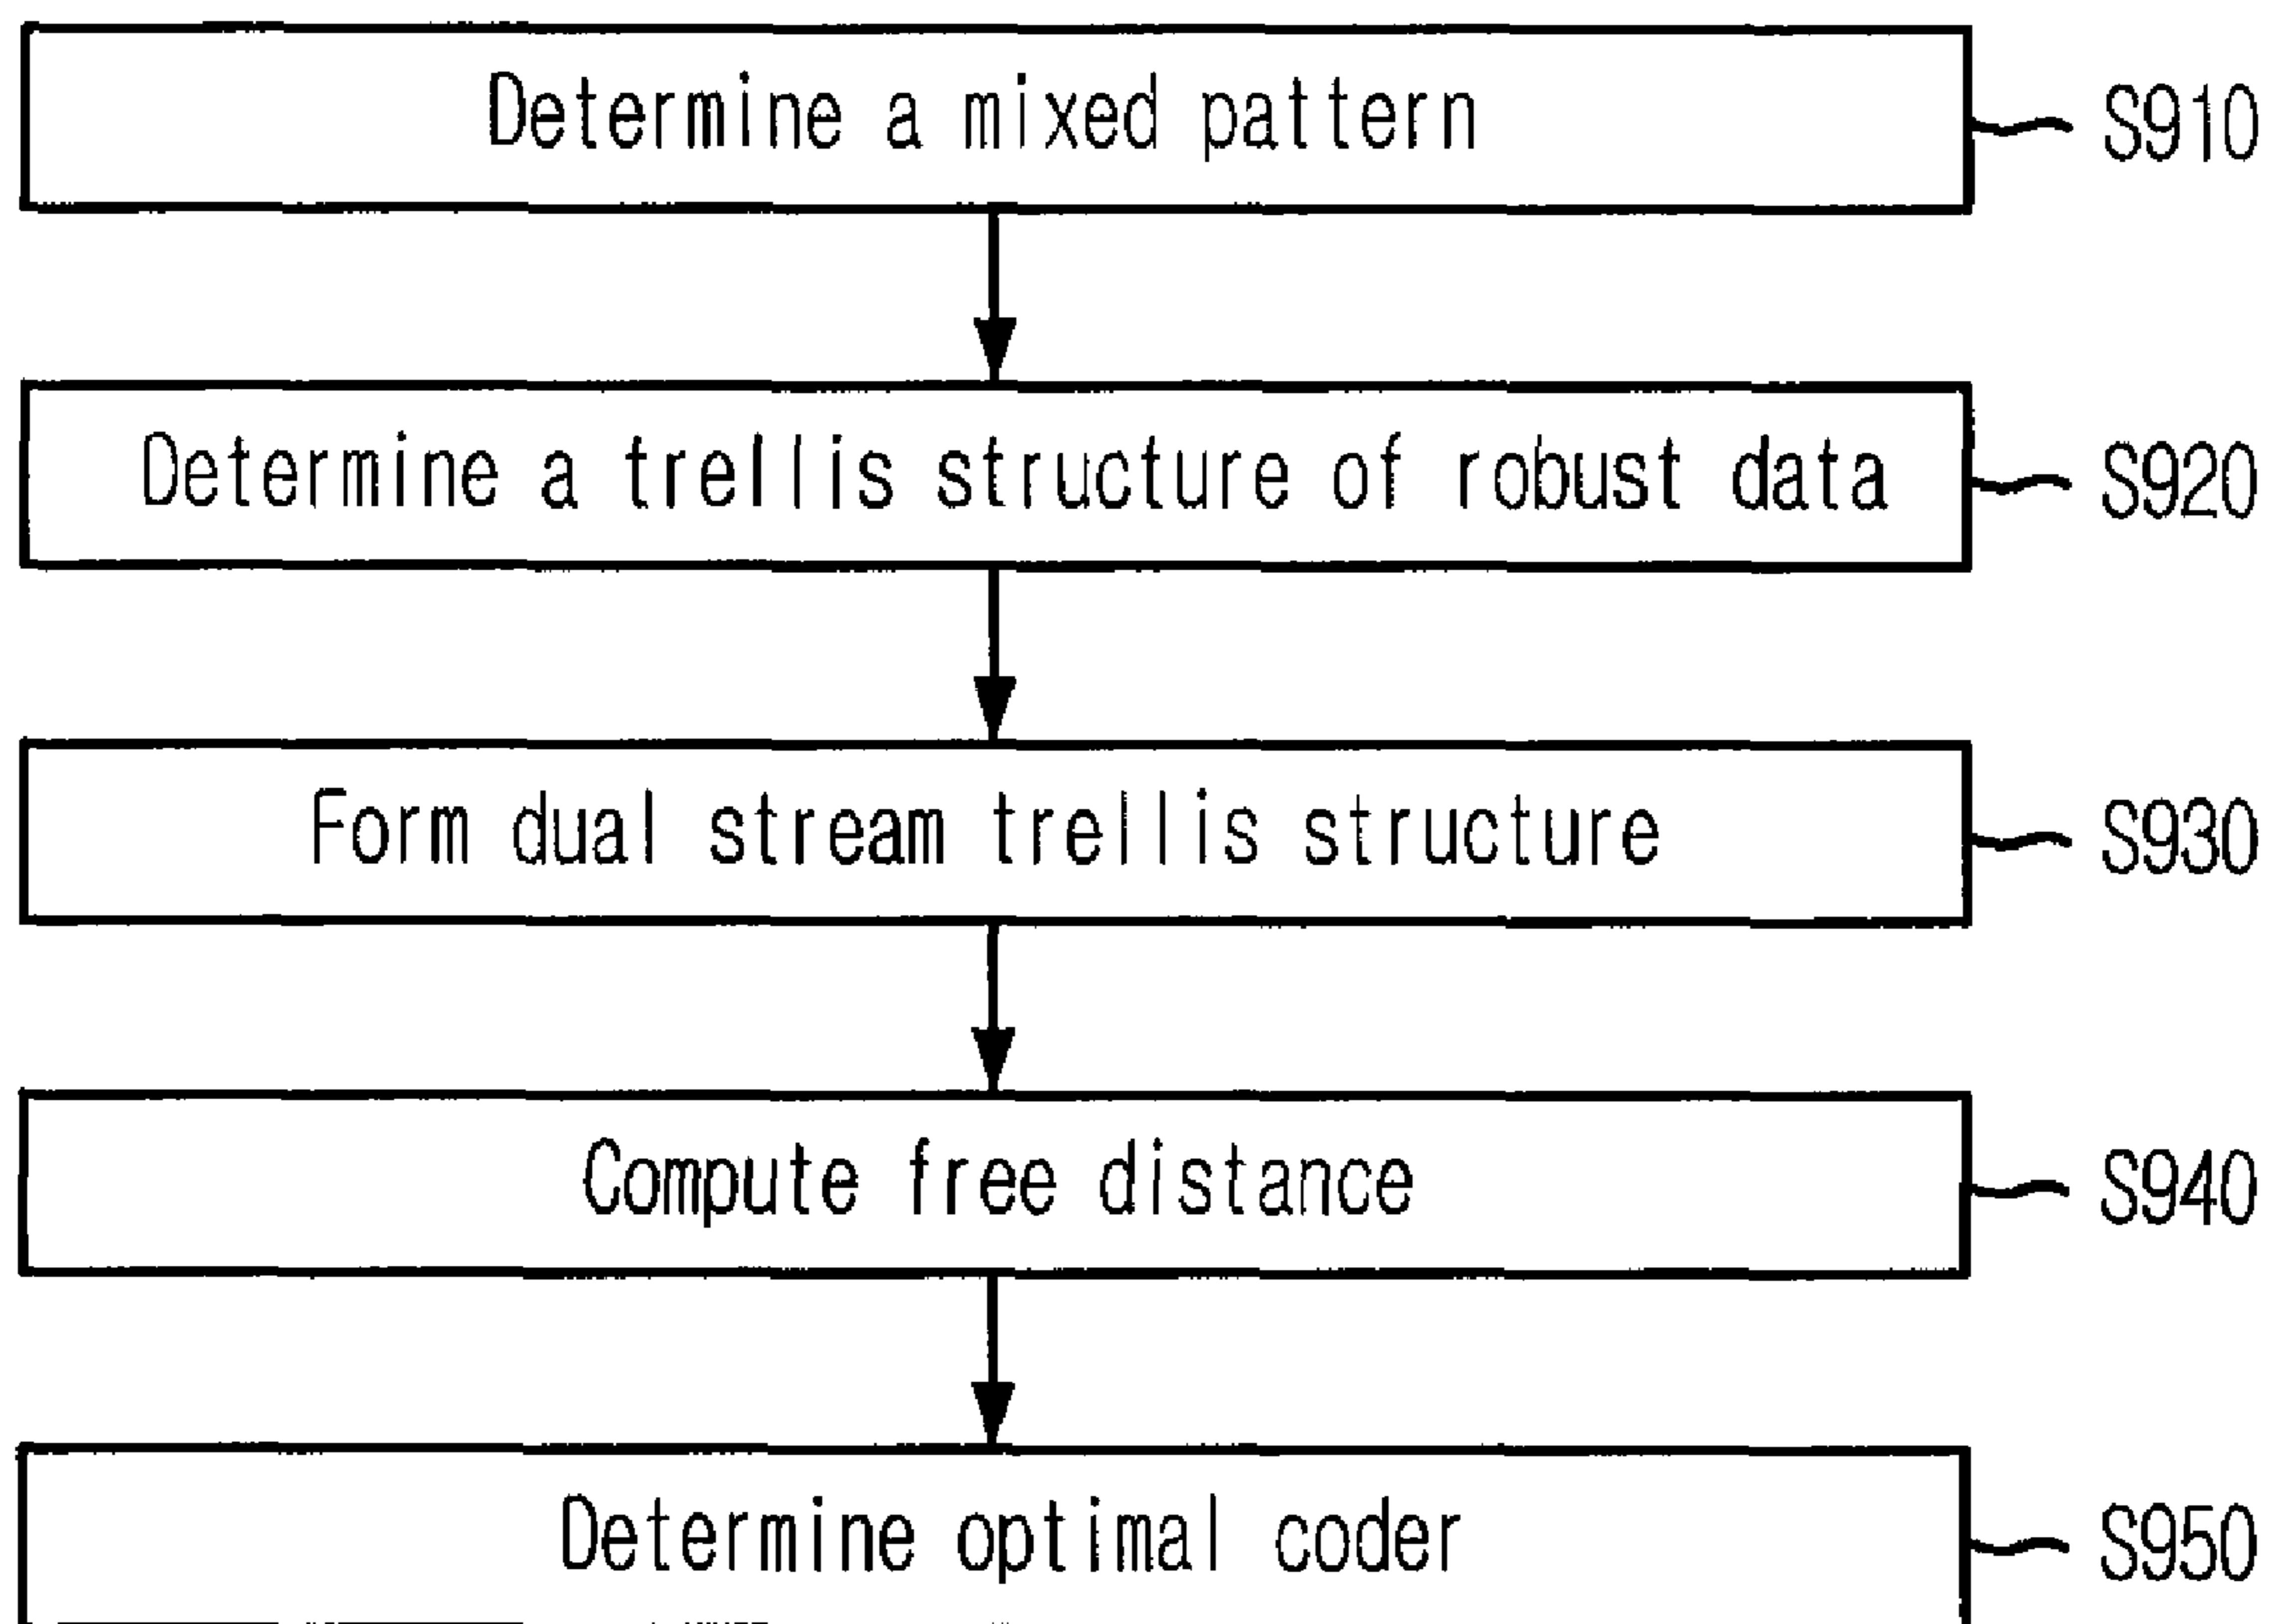 Determine a mixed pattern
S910
Determine a trellis structure of robust data
S920
Form dual stream trellis structure
S930
Compute free distance
S940
Determine optimal coder
S950